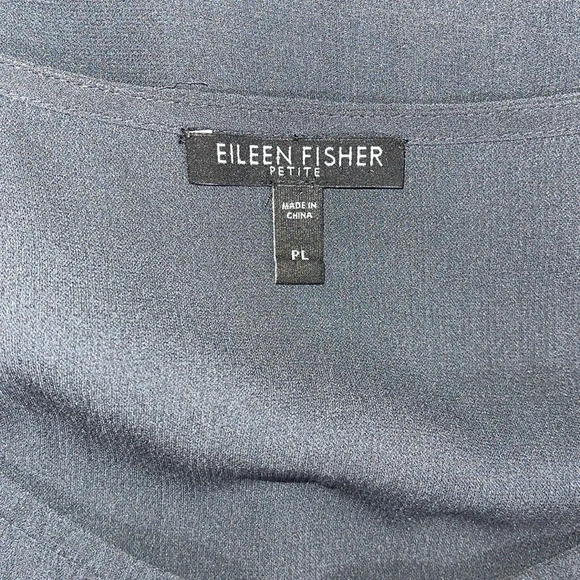 EILEEN FISHER
PETITE
MADE IN
CHINA
PL